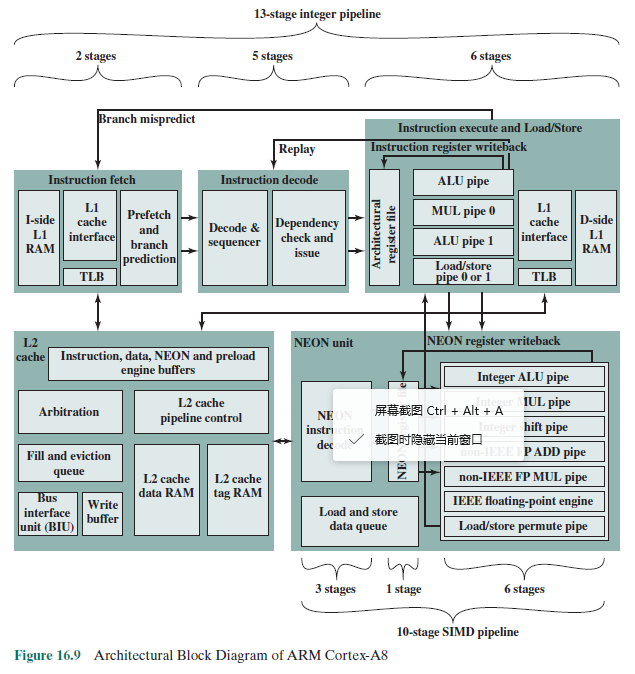 13-stage integer pipeline
2 stages
5 stages
6 stages
Branch mispredict
Replay
Instruction execute and Load/Store
Instruction register writeback
Instruction fetch
I-side
L1
RAM
L1
cache
interface
TLB
Prefetch
and
branch
prediction
Instruction decode
Decode &
sequencer
Dependency
check and
issue
Architectural
register file
ALU pipe
MUL pipe 0
ALU pipe 1
Load/store
pipe 0 or 1
L1
cache
interface
TLB
D-side
L1
RAM
L2
cache
Instruction, data, NEON and preload
engine buffers
Arbitration
L2 cache
pipeline control
Fill and eviction
queue
Bus
interface
unit (BIU)
Write
buffer
L2 cache
data RAM
L2 cache
tag RAM
NEON unit
NEON register writeback
NEON
instruction
decode
NEON register file
Load and store
data queue
Integer ALU pipe
Integer MUL pipe
Integer shift pipe
non-IEEE FP ADD pipe
non-IEEE FP MUL pipe
IEEE floating-point engine
Load/store permute pipe
屏幕截图 Ctrl + Alt + A
截图时隐藏当前窗口
3 stages
1 stage
6 stages
10-stage SIMD pipeline
Figure 16.9 Architectural Block Diagram of ARM Cortex-A8